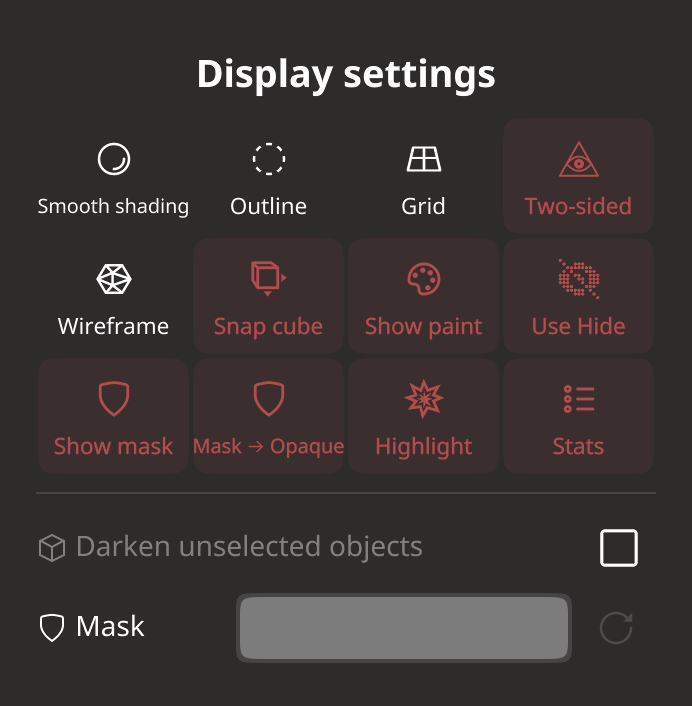 Display settings
Smooth shading
Outline
Grid
Two-sided
Wireframe
Snap cube
Show paint
Use Hide
Show mask
Mask → Opaque
Highlight
Stats
Darken unselected objects
Mask